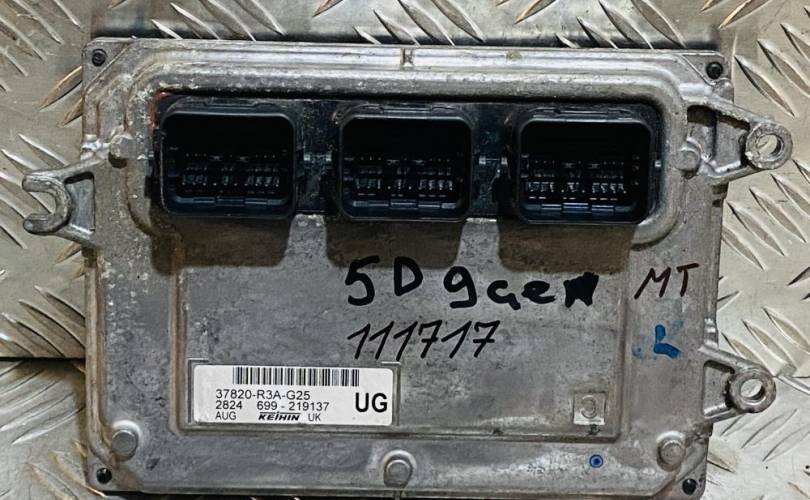 5D 9gen
MT
111717
37820-R3A-G25
2824 699-219137
UG
AUG KEIHIN UK